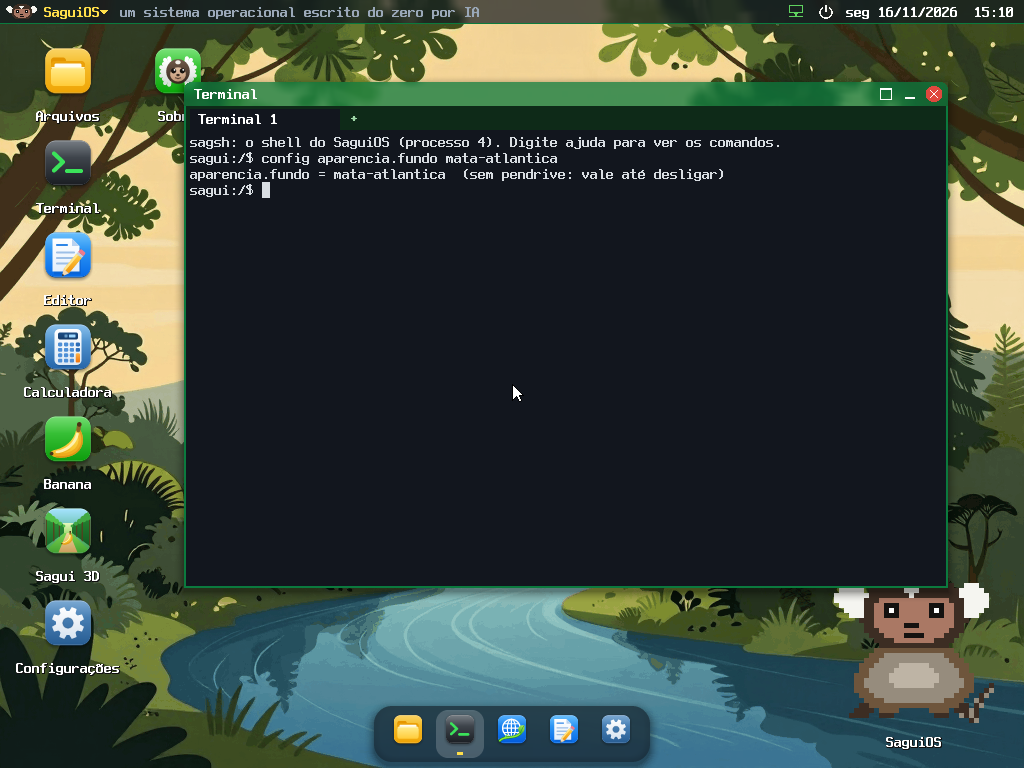 SaguiOS um sistema operacional escrito do zero por IA seg 16/11/2026 15:10
Arquivos
Terminal
Editor
Calculadora
Banana
Sagui 3D
Configurações
Terminal
Terminal 1 +
sagsh: o shell do SaguiOS (processo 4). Digite ajuda para ver os comandos.
sagui:/$ config aparencia.fundo mata-atlantica
aparencia.fundo = mata-atlantica (sem pendrive: vale até desligar)
sagui:/$
SaguiOS